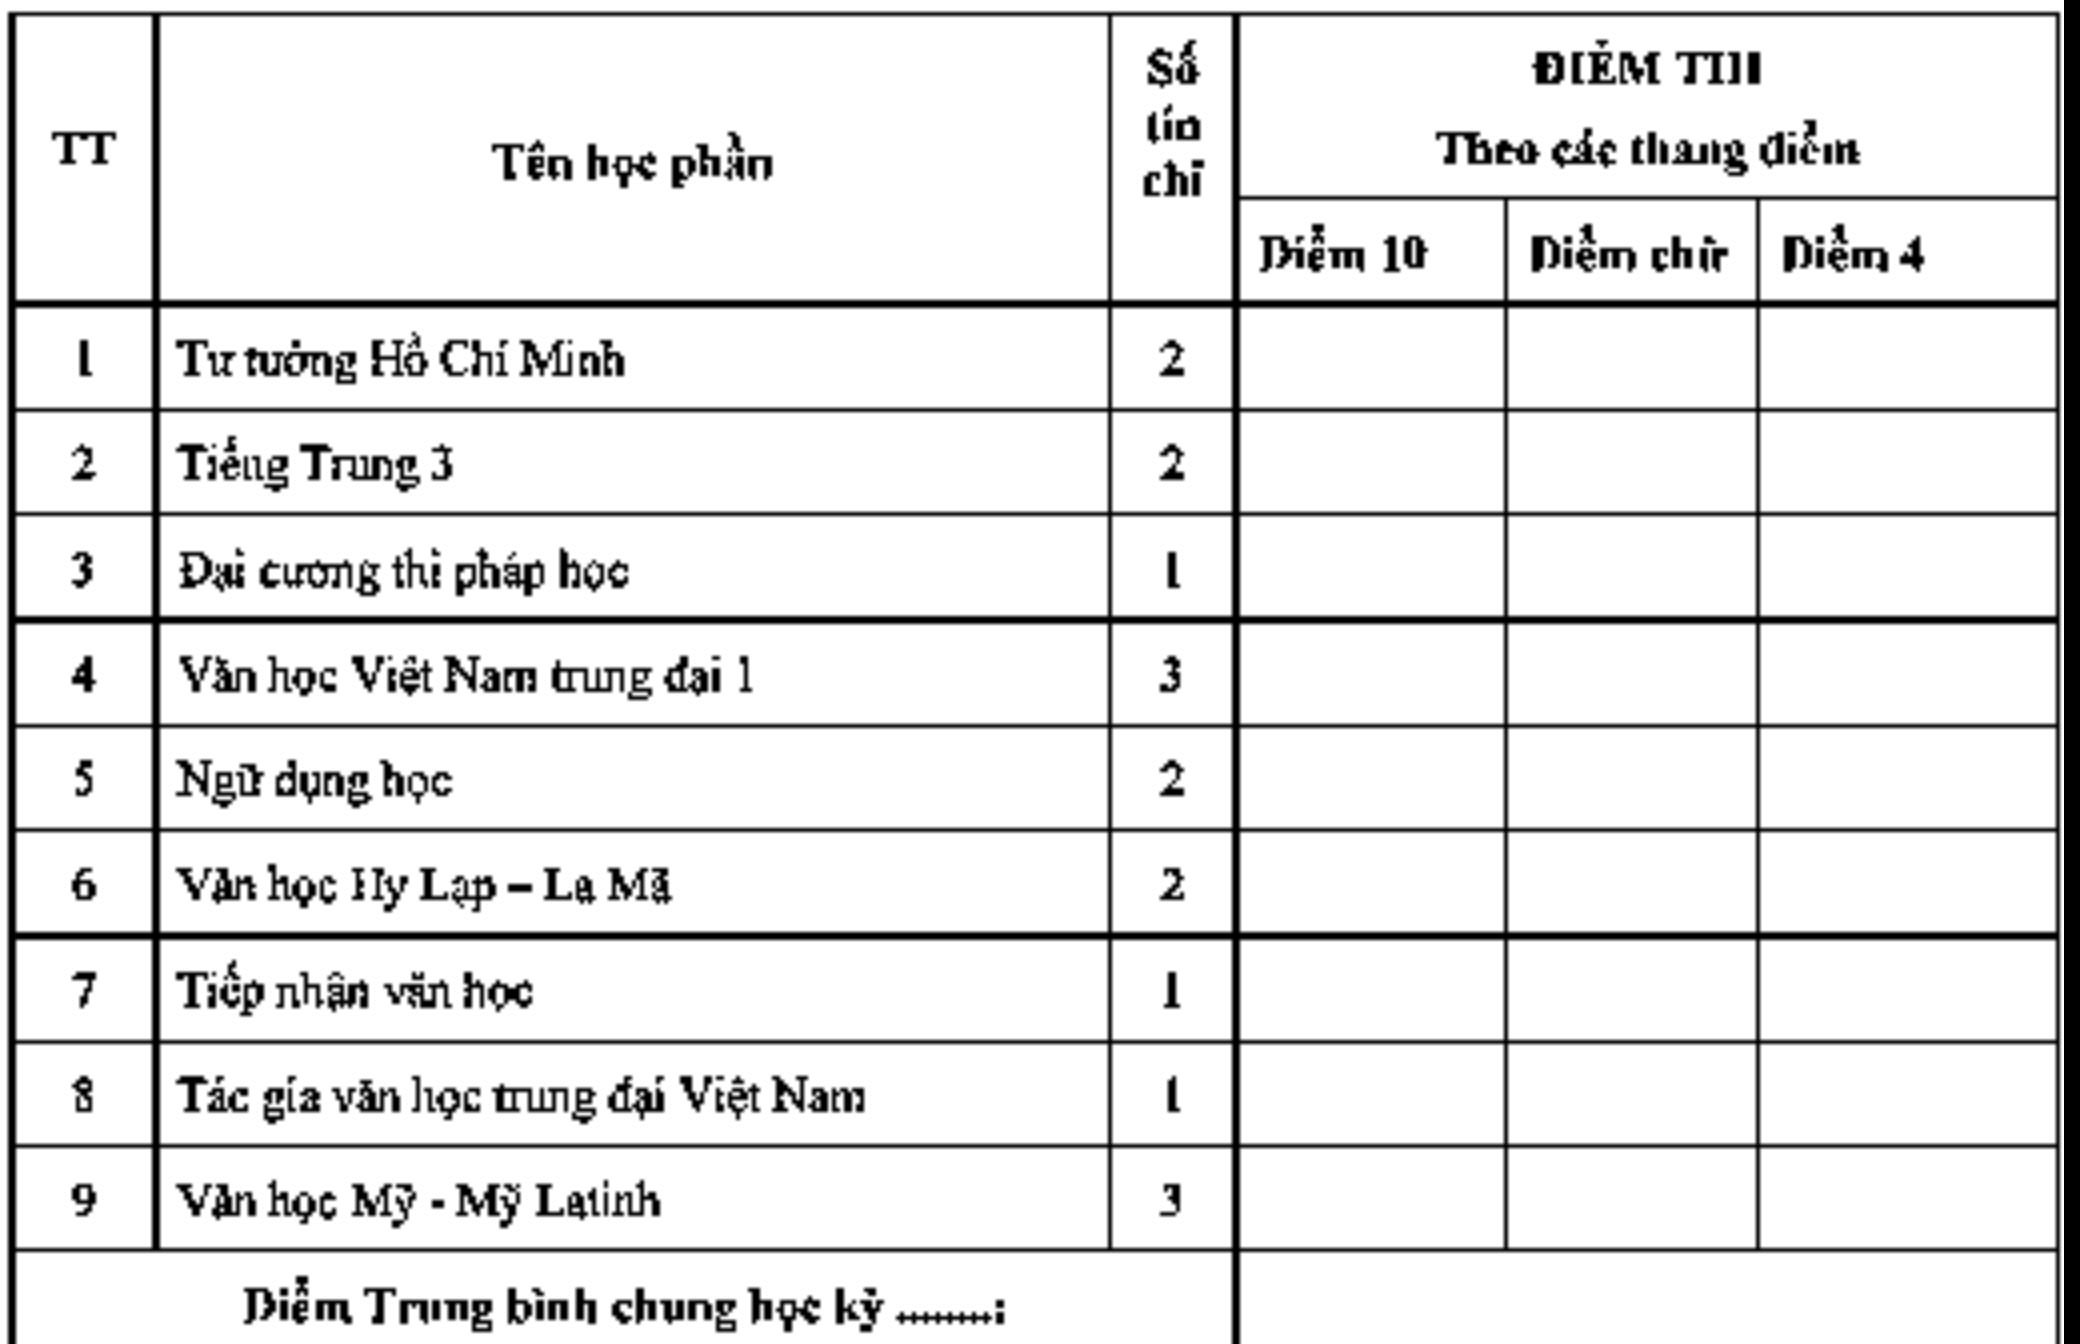 TT Tên học phần Số tín chỉ ĐIỂM THI
Theo các thang điểm
Điểm 10 Điểm chữ Điểm 4
1 Tư tưởng Hồ Chí Minh 2
2 Tiếng Trung 3 2
3 Đại cương thi pháp học 1
4 Văn học Việt Nam trung đại 1 3
5 Ngữ dụng học 2
6 Văn học Hy Lạp – La Mã 2
7 Tiếp nhận văn học 1
8 Tác gía văn học trung đại Việt Nam 1
9 Văn học Mỹ - Mỹ Latinh 3
Điểm Trung bình chung học kỳ ........: